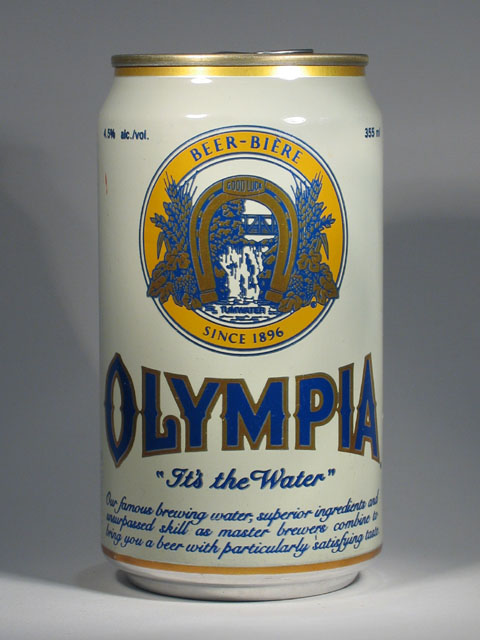 4.5% alc./vol.
355 ml
BEER-BIÈRE
GOOD LUCK
TUMWATER
SINCE 1896
OLYMPIA
"It's the Water"
Our famous brewing water, superior ingredients and
unsurpassed skill as master brewers combine to
bring you a beer with particularly satisfying taste.